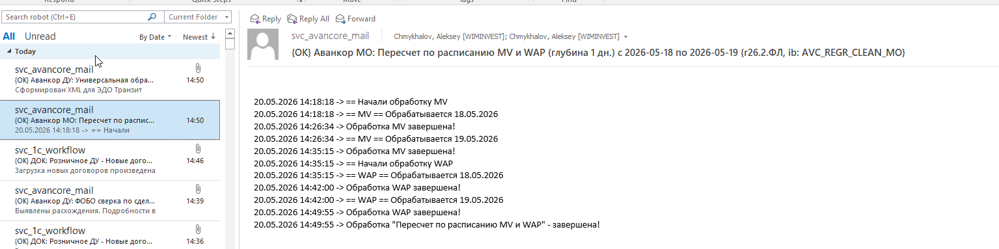 Respond
Quick Steps
Move
Tags
Find
Search robot (Ctrl+E)
Current Folder
All Unread
By Date
Newest ↓
Today
svc_avancore_mail
{OK} Аванкор ДУ: Универсальная обра...
14:50
Сформирован XML для ЭДО Транзит
svc_avancore_mail
{OK} Аванкор МО: Пересчет по распис...
14:50
20.05.2026 14:18:18 -> == Начали
svc_1c_workflow
{OK} ДОК: Розничное ДУ - Новые дого...
14:46
Загрузка новых договоров произведена
svc_avancore_mail
{OK} Аванкор ДУ: ФОБО сверка по сдел...
14:39
Выявлены расхождения. Подробности в
svc_1c_workflow
{OK} ДОК: Розничное ДУ - Новые дого...
14:36
Reply
Reply All
Forward
svc_avancore_mail
Chmykhalov, Aleksey [WIMINVEST]; Chmykhalov, Aleksey [WIMINVEST]
{OK} Аванкор МО: Пересчет по расписанию MV и WAP (глубина 1 дн.) с 2026-05-18 по 2026-05-19 {r26.2.ФЛ, ib: AVC_REGR_CLEAN_MO}
20.05.2026 14:18:18 -> == Начали обработку MV
20.05.2026 14:18:18 -> == MV == Обрабатывается 18.05.2026
20.05.2026 14:26:34 -> Обработка MV завершена!
20.05.2026 14:26:34 -> == MV == Обрабатывается 19.05.2026
20.05.2026 14:35:15 -> Обработка MV завершена!
20.05.2026 14:35:15 -> == Начали обработку WAP
20.05.2026 14:35:15 -> == WAP == Обрабатывается 18.05.2026
20.05.2026 14:42:00 -> Обработка WAP завершена!
20.05.2026 14:42:00 -> == WAP == Обрабатывается 19.05.2026
20.05.2026 14:49:55 -> Обработка WAP завершена!
20.05.2026 14:49:55 -> Обработка "Пересчет по расписанию MV и WAP" - завершена!